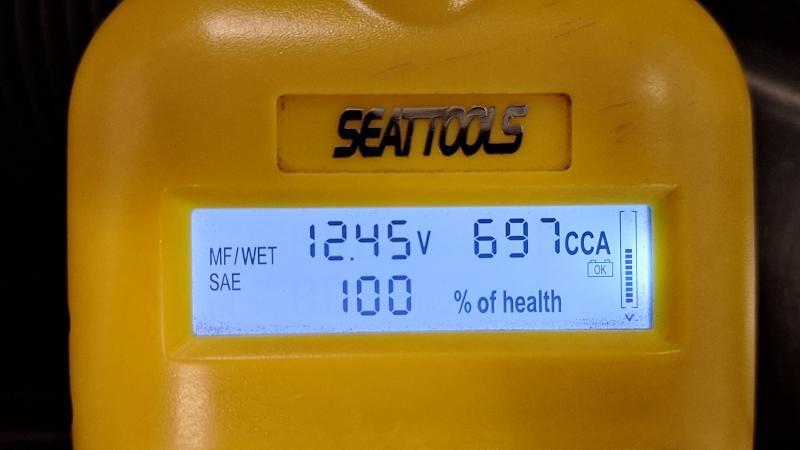 SEATTOOLS
MF/WET 12.45V 697CCA
SAE OK
100 % of health
V